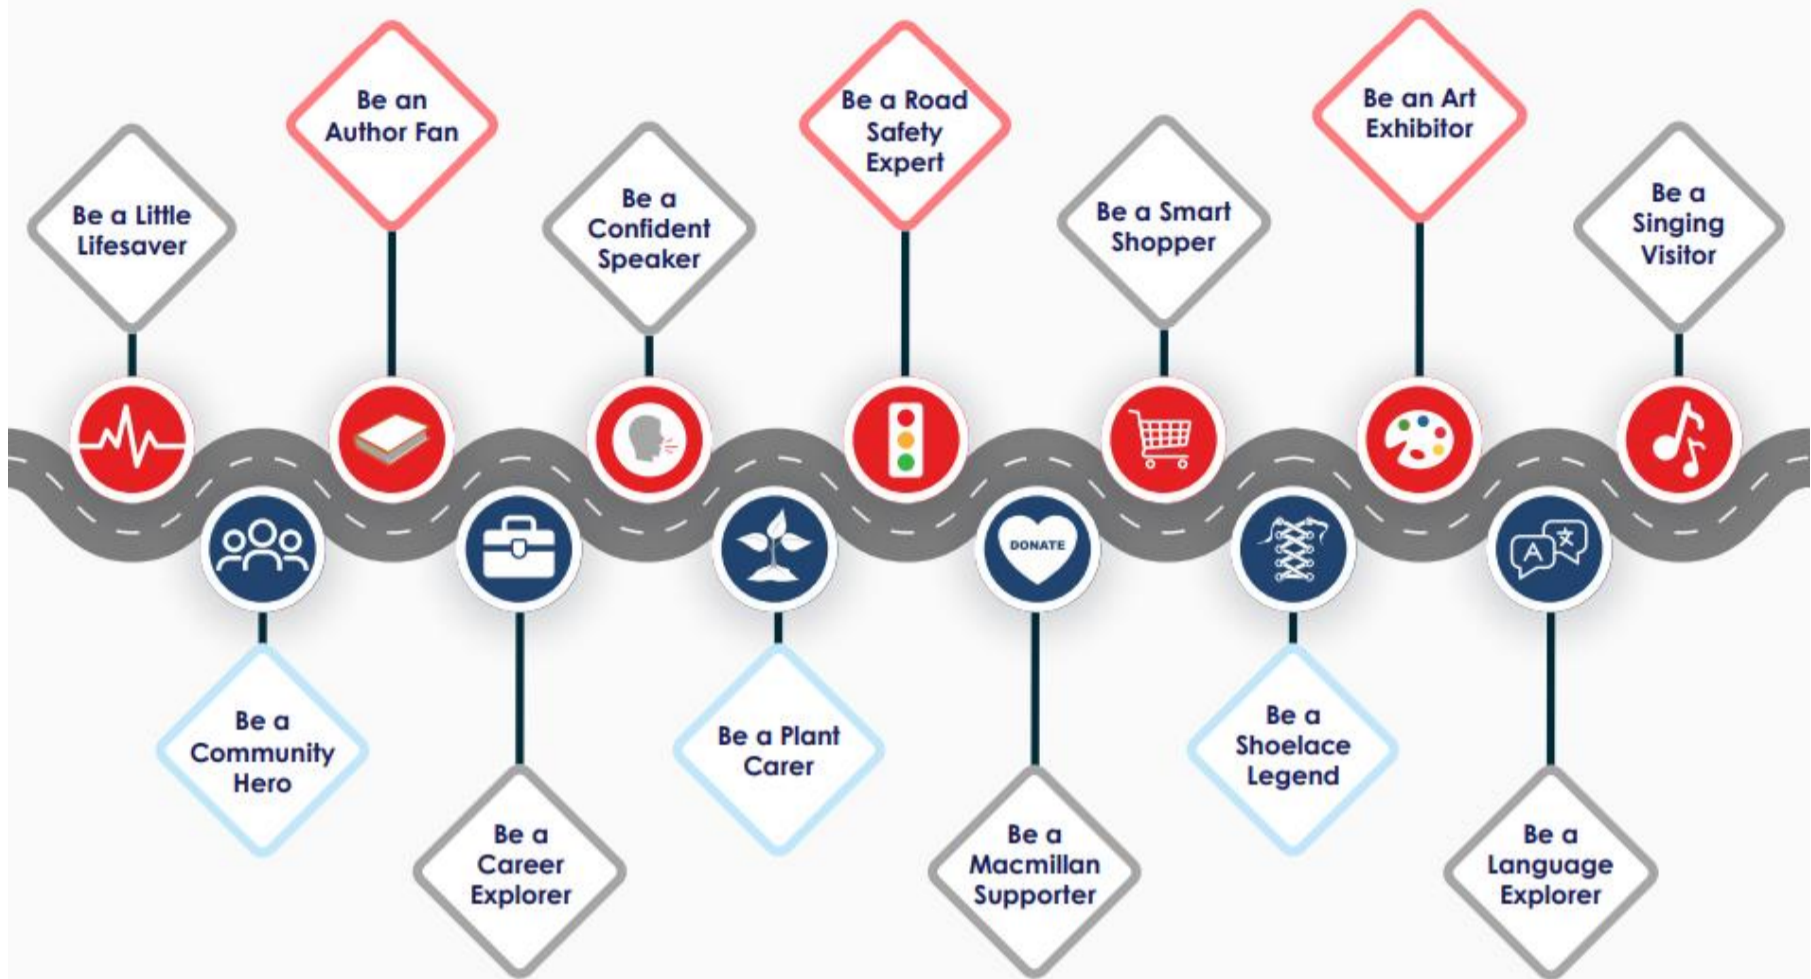 Be an
Author Fan
Be a Road
Safety
Expert
Be an Art
Exhibitor
Be a Little
Lifesaver
Be a
Confident
Speaker
Be a Smart
Shopper
Be a
Singing
Visitor
DONATE
A 文
Be a
Community
Hero
Be a Plant
Carer
Be a
Shoelace
Legend
Be a
Career
Explorer
Be a
Macmillan
Supporter
Be a
Language
Explorer